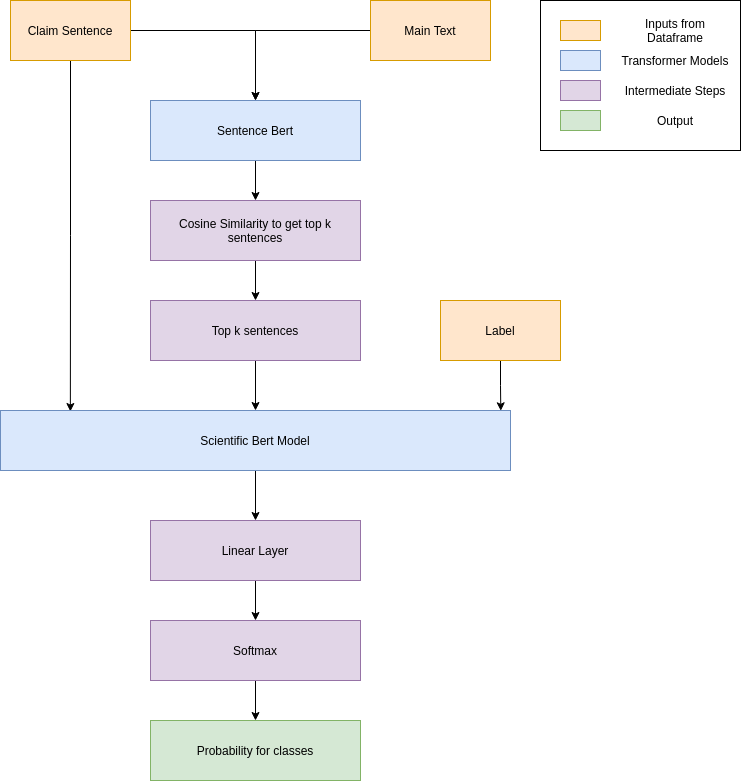 Claim Sentence
Main Text
Inputs from
Dataframe
Transformer Models
Intermediate Steps
Output
Sentence Bert
Cosine Similarity to get top k
sentences
Top k sentences
Label
Scientific Bert Model
Linear Layer
Softmax
Probability for classes